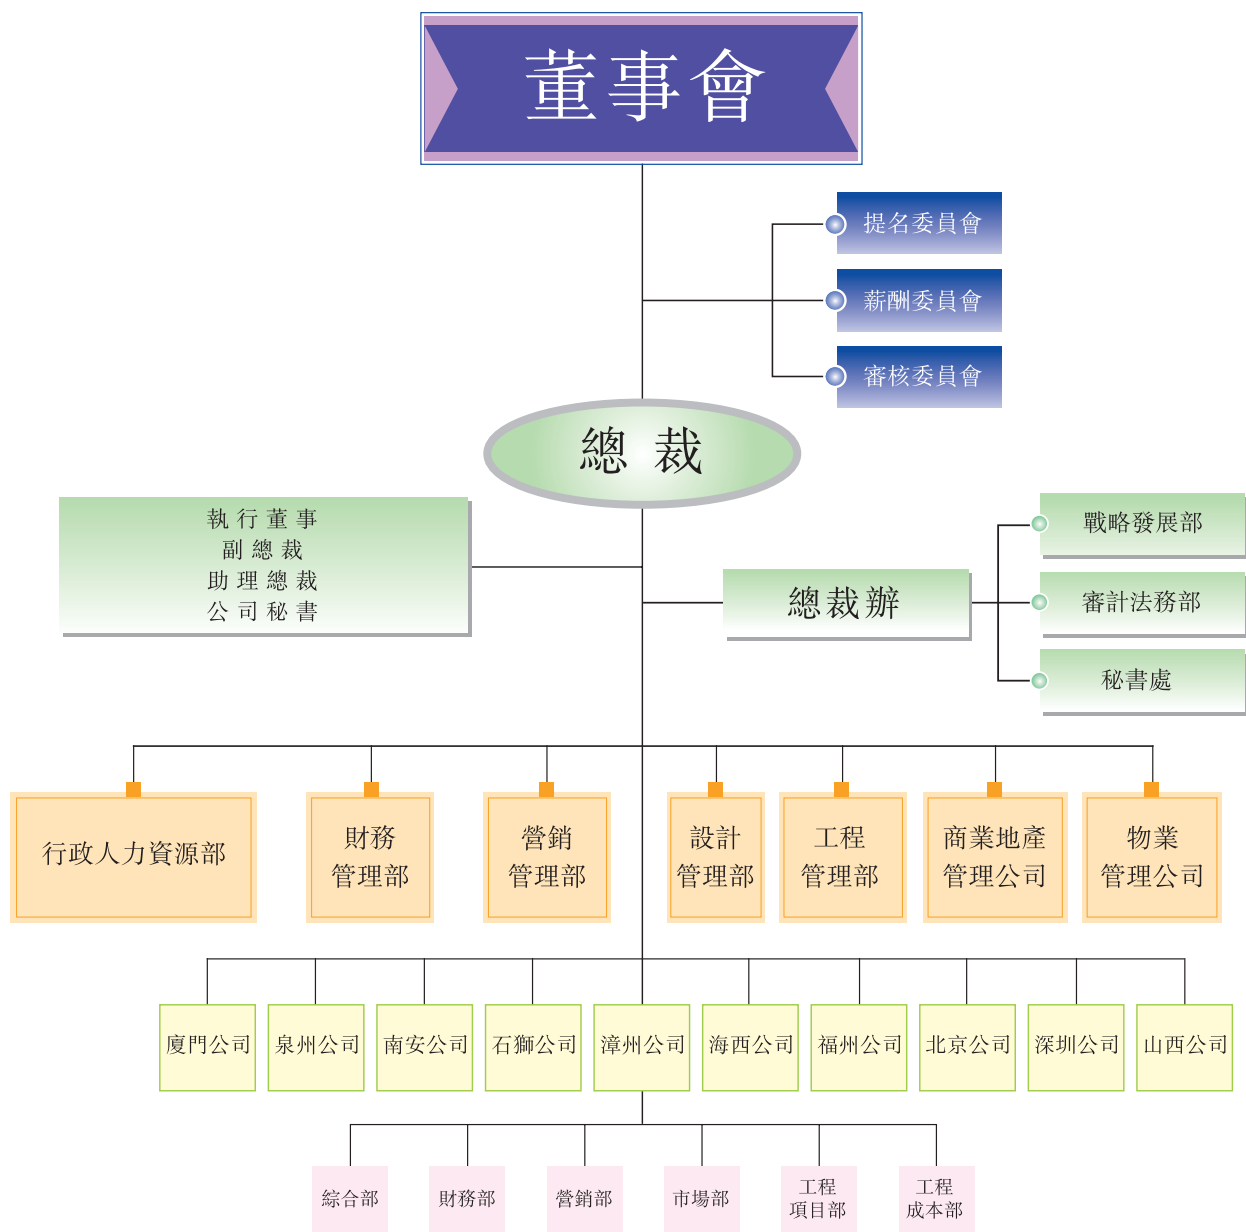 董事會
提名委員會
薪酬委員會
審核委員會
總裁
執行董事
副總裁
助理總裁
公司秘書
總裁辦
戰略發展部
審計法務部
秘書處
行政人力資源部
財務
管理部
營銷
管理部
設計
管理部
工程
管理部
商業地產
管理公司
物業
管理公司
廈門公司
泉州公司
南安公司
石獅公司
漳州公司
海西公司
福州公司
北京公司
深圳公司
山西公司
綜合部
財務部
營銷部
市場部
工程
項目部
工程
成本部